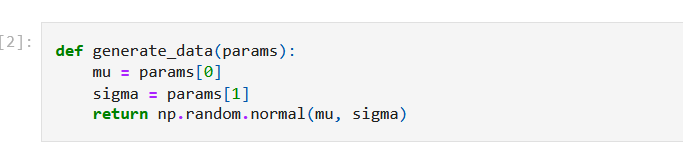 [2]:
def generate_data(params):
    mu = params[0]
    sigma = params[1]
    return np.random.normal(mu, sigma)